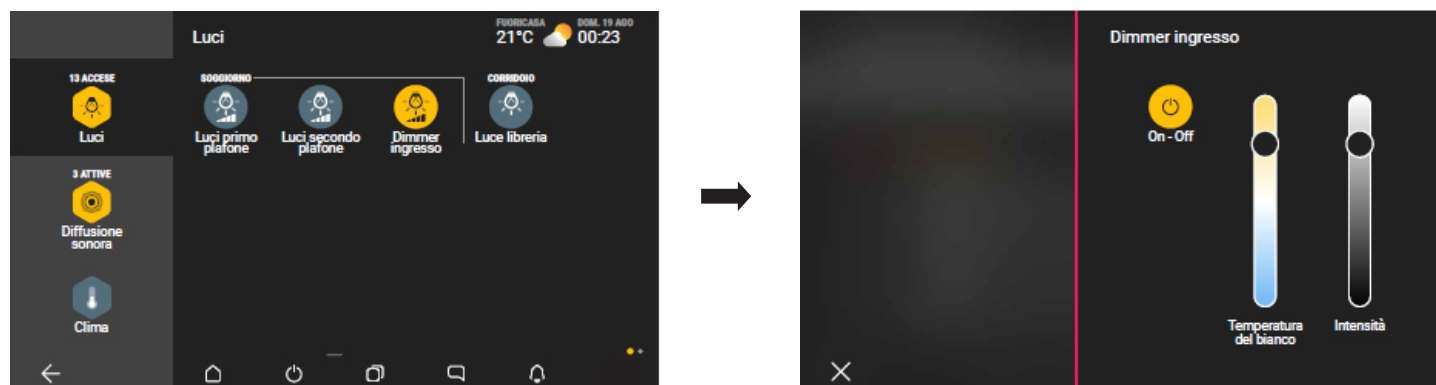 Luci
FUORICASA
21°C
DOM. 19 AGO
00:23
13 ACCESE
Luci
3 ATTIVE
Diffusione
sonora
Clima
SOGGIORNO
Luci primo
plafone
Luci secondo
plafone
Dimmer
ingresso
CORRIDOIO
Luce libreria
Dimmer ingresso
On - Off
Temperatura
del bianco
Intensità